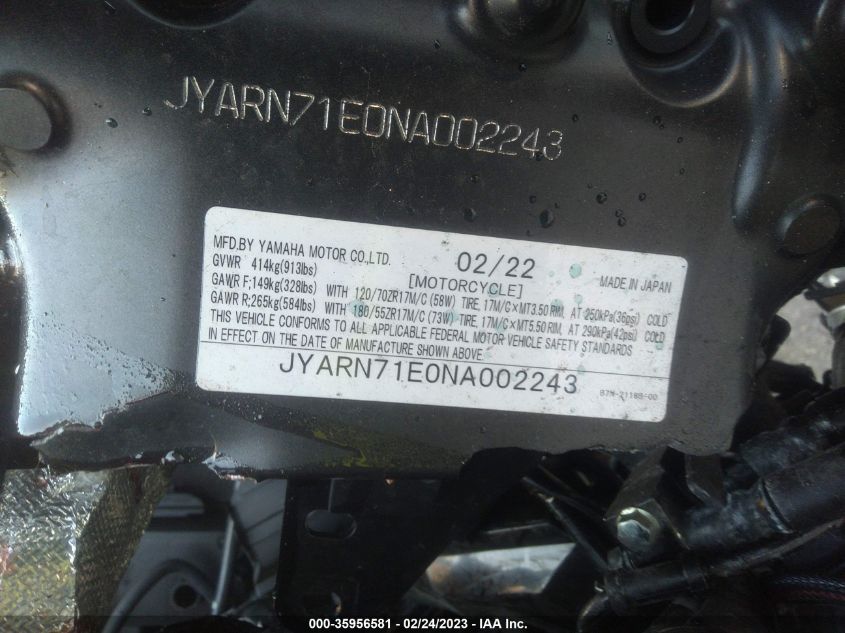 JYARN71E0NA002243
MFD.BY YAMAHA MOTOR CO.,LTD. 02/22 MADE IN JAPAN
GVWR 414kg(913lbs) [MOTORCYCLE]
GAWR F;149kg(328lbs) WITH 120/70ZR17M/C (58W) TIRE, 17M/C×MT3.50 RIM, AT 250kPa(36psi) COLD
GAWR R;265kg(584lbs) WITH 180/55ZR17M/C (73W) TIRE, 17M/C×MT5.50 RIM, AT 290kPa(42psi) COLD
THIS VEHICLE CONFORMS TO ALL APPLICABLE FEDERAL MOTOR VEHICLE SAFETY STANDARDS
IN EFFECT ON THE DATE OF MANUFACTURE SHOWN ABOVE.
JYARN71E0NA002243
000-35956581 / 02/24/2023 - IAA Inc.